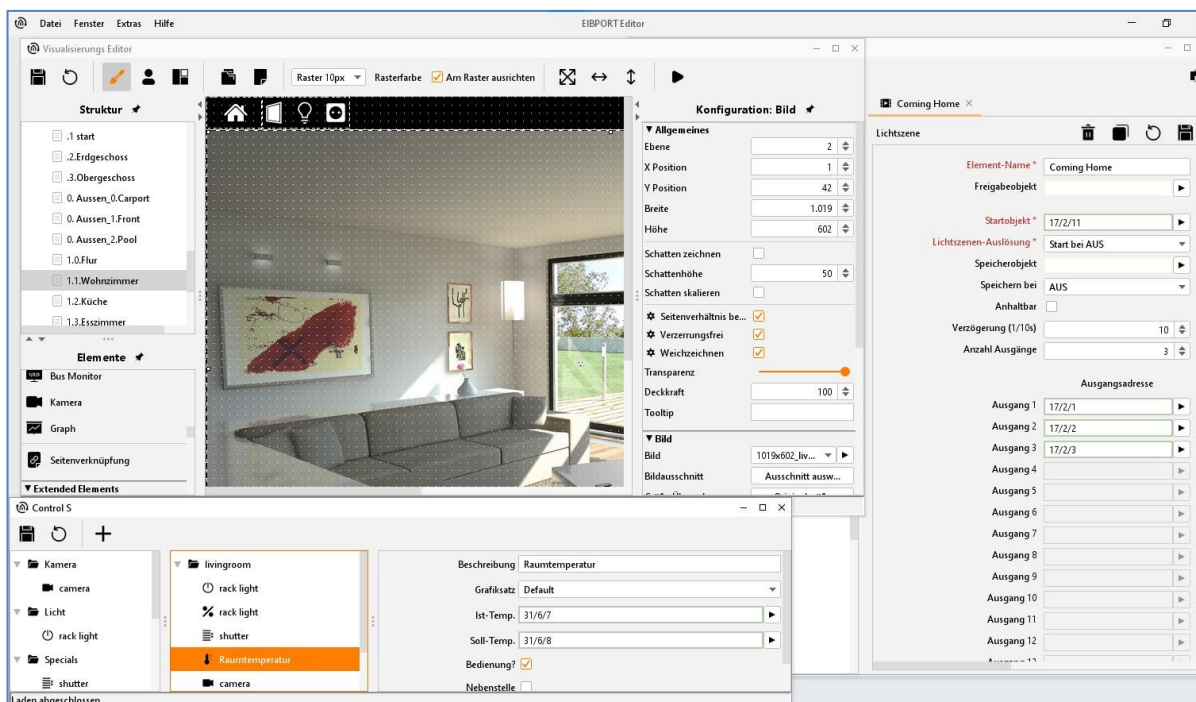 Datei Fenster Extras Hilfe
EIBPORT Editor
Visualisierungs Editor
Raster 10px Rasterfarbe Am Raster ausrichten
Struktur
.1 start
.2.Erdgeschoss
.3.Obergeschoss
0. Aussen_0.Carport
0. Aussen_1.Front
0. Aussen_2.Pool
1.0.Flur
1.1.Wohnzimmer
1.2.Küche
1.3.Esszimmer
Elemente
Bus Monitor
Kamera
Graph
Seitenverknüpfung
Extended Elements
Konfiguration: Bild
Allgemeines
Ebene 2
X Position 1
Y Position 42
Breite 1.019
Höhe 602
Schatten zeichnen
Schattenhöhe 50
Schatten skalieren
Seitenverhältnis be...
Verzerrungsfrei
Weichzeichnen
Transparenz
Deckkraft 100
Tooltip
Bild
Bild 1019x602_liv...
Bildausschnitt Ausschnitt ausw...
Coming Home
Lichtszene
Element-Name * Coming Home
Freigabeobjekt
Startobjekt * 17/2/11
Lichtszenen-Auslösung * Start bei AUS
Speicherobjekt
Speichern bei AUS
Anhaltbar
Verzögerung (1/10s) 10
Anzahl Ausgänge 3
Ausgangsadresse
Ausgang 1 17/2/1
Ausgang 2 17/2/2
Ausgang 3 17/2/3
Ausgang 4
Ausgang 5
Ausgang 6
Ausgang 7
Ausgang 8
Ausgang 9
Ausgang 10
Ausgang 11
Ausgang 12
Control S
Kamera
camera
Licht
rack light
Specials
shutter
livingroom
rack light
rack light
shutter
Raumtemperatur
camera
Beschreibung Raumtemperatur
Grafiksatz Default
Ist-Temp. 31/6/7
Soll-Temp. 31/6/8
Bedienung?
Nebenstelle
Laden abgeschlossen